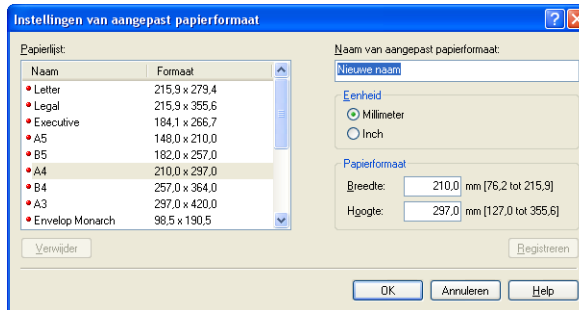 Instellingen van aangepast papierformaat
Papierlijst:
Naam Formaat
Letter 215,9 x 279,4
Legal 215,9 x 355,6
Executive 184,1 x 266,7
A5 148,0 x 210,0
B5 182,0 x 257,0
A4 210,0 x 297,0
B4 257,0 x 364,0
A3 297,0 x 420,0
Envelop Monarch 98,5 x 190,5
Verwijder
Naam van aangepast papierformaat:
Nieuwe naam
Eenheid
Millimeter
Inch
Papierformaat
Breedte: 210,0 mm [76,2 tot 215,9]
Hoogte: 297,0 mm [127,0 tot 355,6]
Registreren
OK Annuleren Help